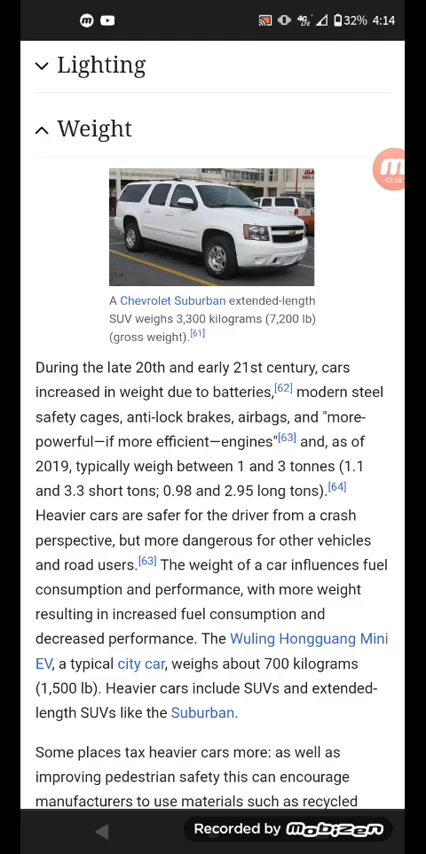 32% 4:14
Lighting
Weight
03:58
A Chevrolet Suburban extended-length
SUV weighs 3,300 kilograms (7,200 lb)
(gross weight).[61]
During the late 20th and early 21st century, cars
increased in weight due to batteries,[62] modern steel
safety cages, anti-lock brakes, airbags, and "more-
powerful—if more efficient—engines"[63] and, as of
2019, typically weigh between 1 and 3 tonnes (1.1
and 3.3 short tons; 0.98 and 2.95 long tons).[64]
Heavier cars are safer for the driver from a crash
perspective, but more dangerous for other vehicles
and road users.[63] The weight of a car influences fuel
consumption and performance, with more weight
resulting in increased fuel consumption and
decreased performance. The Wuling Hongguang Mini
EV, a typical city car, weighs about 700 kilograms
(1,500 lb). Heavier cars include SUVs and extended-
length SUVs like the Suburban.
Some places tax heavier cars more: as well as
improving pedestrian safety this can encourage
manufacturers to use materials such as recycled
Recorded by mobizen